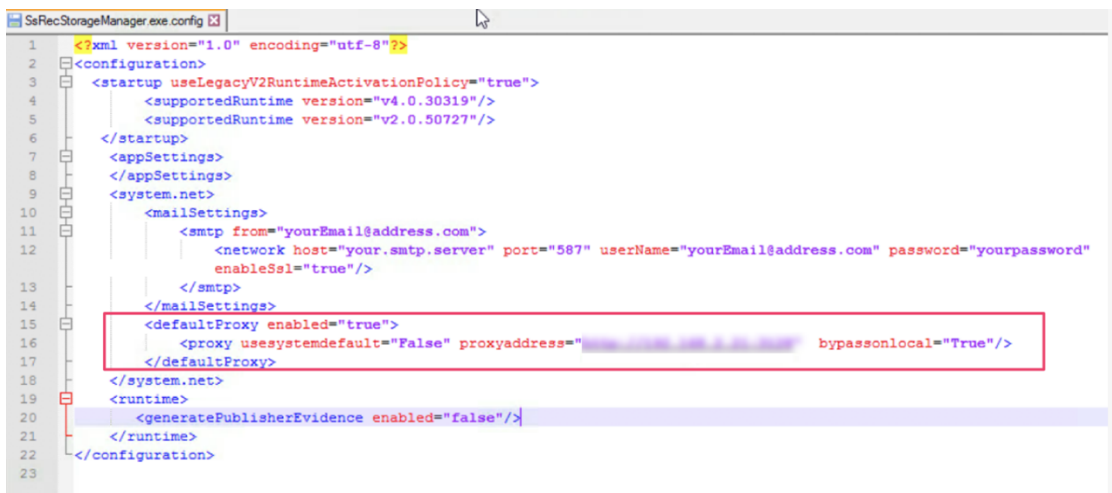 SsRecStorageManager.exe.config
1 <?xml version="1.0" encoding="utf-8"?>
2 <configuration>
3 <startup useLegacyV2RuntimeActivationPolicy="true">
4 <supportedRuntime version="v4.0.30319"/>
5 <supportedRuntime version="v2.0.50727"/>
6 </startup>
7 <appSettings>
8 </appSettings>
9 <system.net>
10 <mailSettings>
11 <smtp from="yourEmail@address.com">
12 <network host="your.smtp.server" port="587" userName="yourEmail@address.com" password="yourpassword"
enableSsl="true"/>
13 </smtp>
14 </mailSettings>
15 <defaultProxy enabled="true">
16 <proxy usesystemdefault="False" proxyaddress=" " bypassonlocal="True"/>
17 </defaultProxy>
18 </system.net>
19 <runtime>
20 <generatePublisherEvidence enabled="false"/>
21 </runtime>
22 </configuration>
23